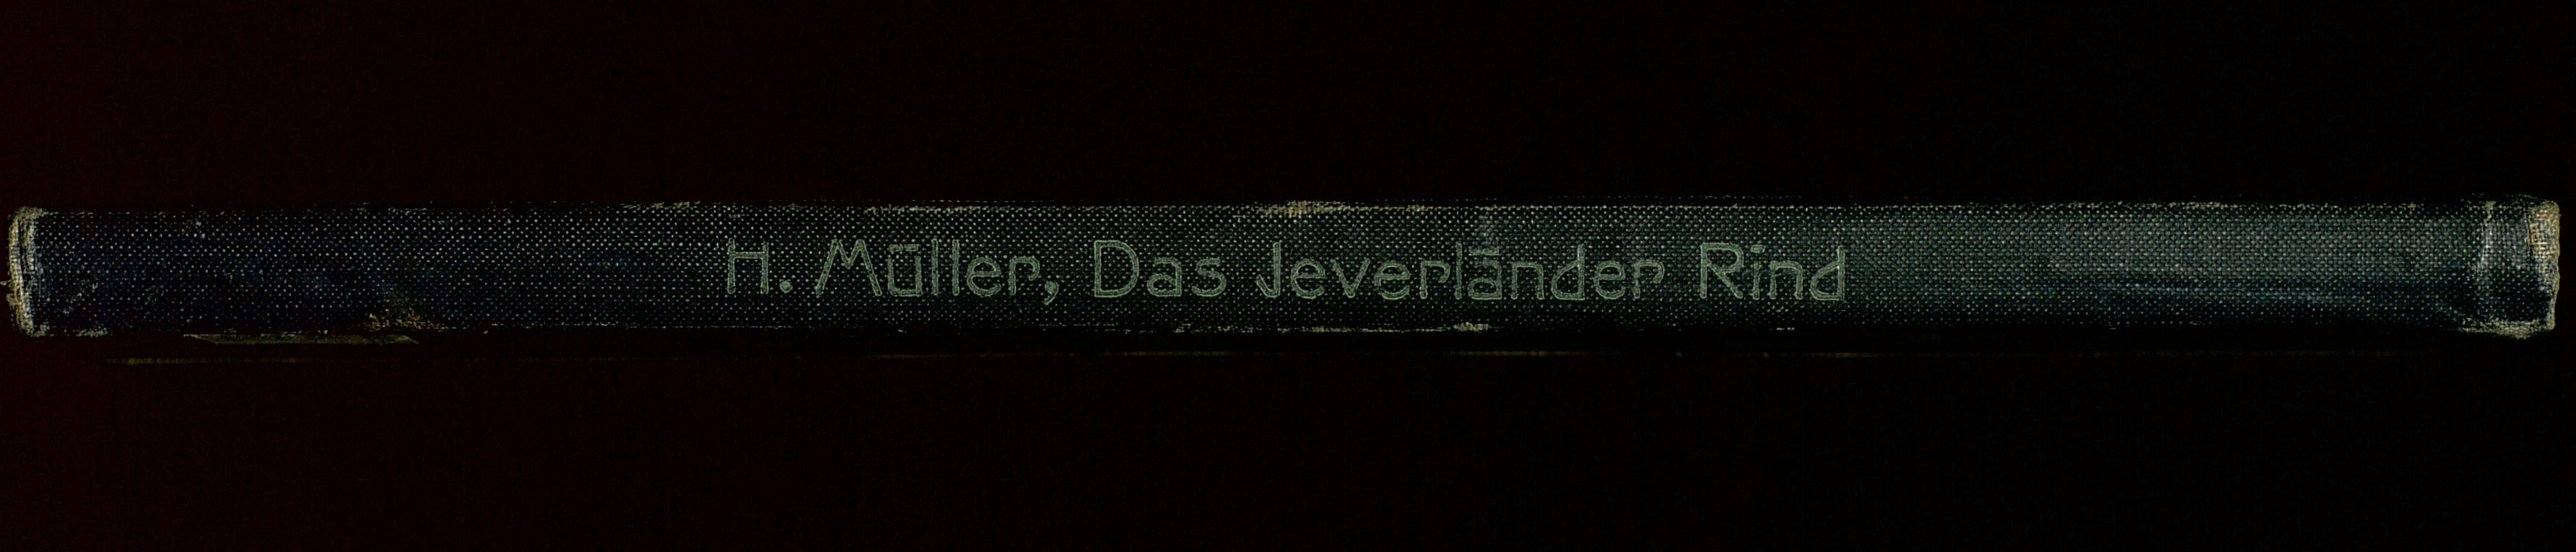 H. Müller, Das Jeverländer Rind